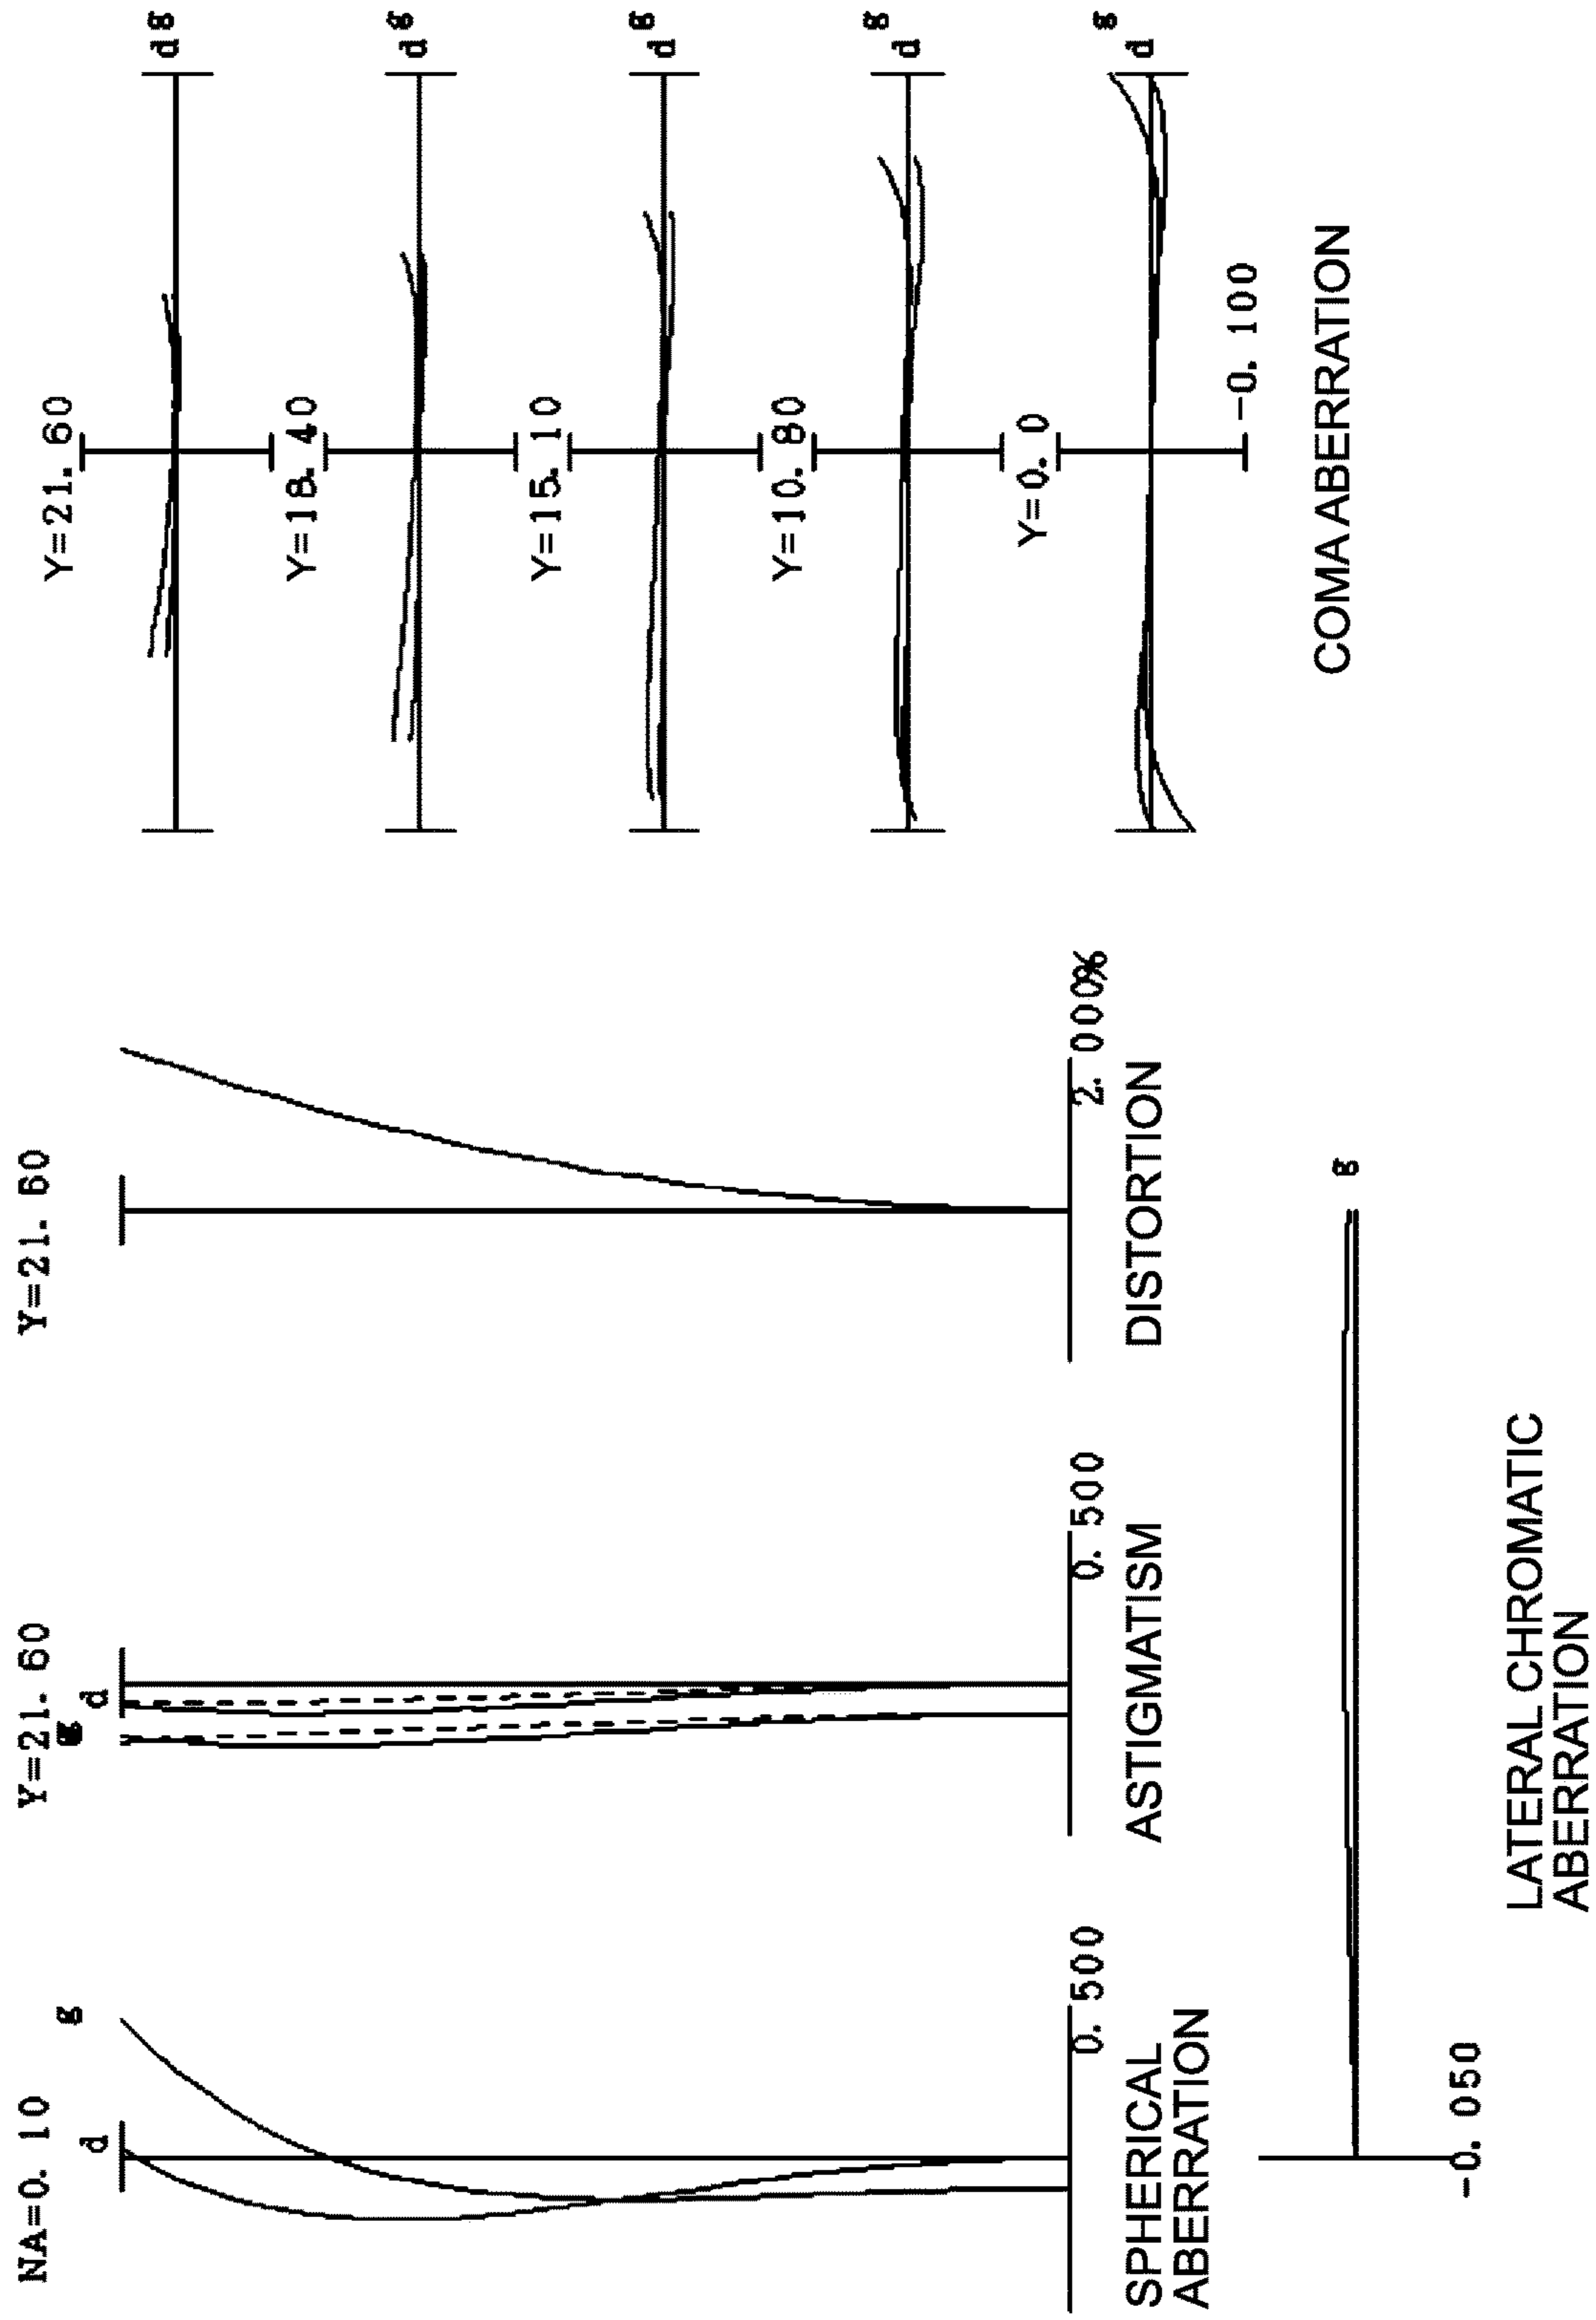 NA=0.10
d
g
0.500
SPHERICAL
ABERRATION
Y=21.60
g
d
0.500
ASTIGMATISM
Y=21.60
2.000%
DISTORTION
g
-0.050
LATERAL CHROMATIC
ABERRATION
Y=21.60
d g
Y=18.40
d g
Y=15.10
d g
Y=10.80
d g
Y=0.0
d g
-0.100
COMA ABERRATION